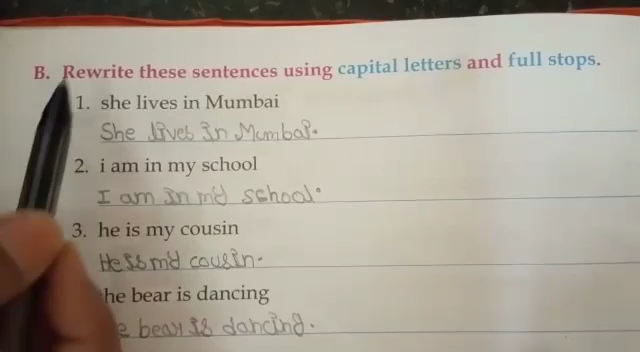 B. Rewrite these sentences using capital letters and full stops.
1. she lives in Mumbai
She lives in Mumbai.
2. i am in my school
I am in my school.
3. he is my cousin
He is my cousin.
he bear is dancing
e bear is dancing.